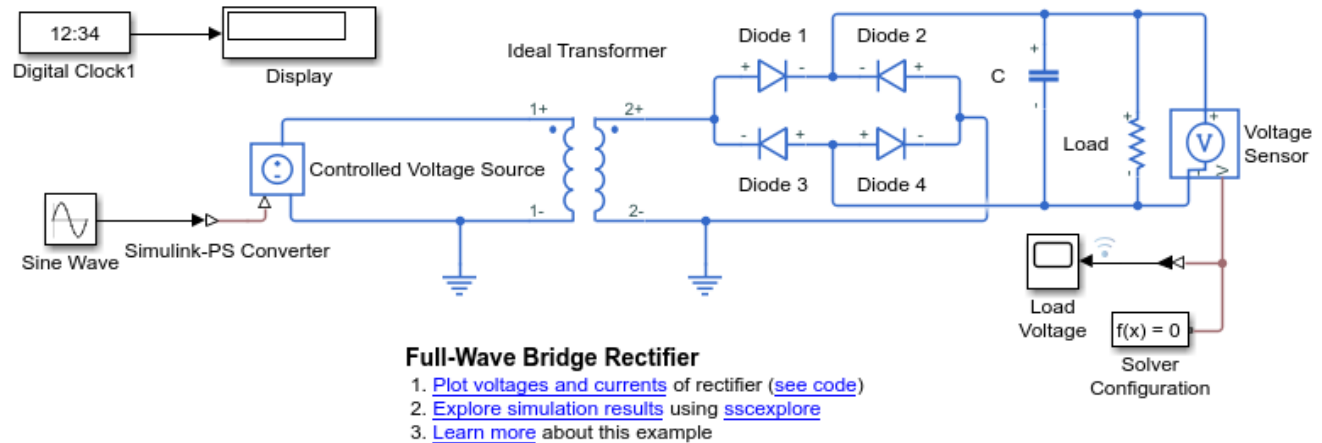 12:34
Digital Clock1
Display
Ideal Transformer
Diode 1
Diode 2
+
-
-
+
-
+
+
-
Diode 3
Diode 4
1+
2+
1-
2-
Controlled Voltage Source
Sine Wave
Simulink-PS Converter
C
+
-
Load
+
-
+
V
-
V
Voltage
Sensor
Load
Voltage
f(x) = 0
Solver
Configuration
Full-Wave Bridge Rectifier
1. Plot voltages and currents of rectifier (see code)
2. Explore simulation results using sscexplore
3. Learn more about this example